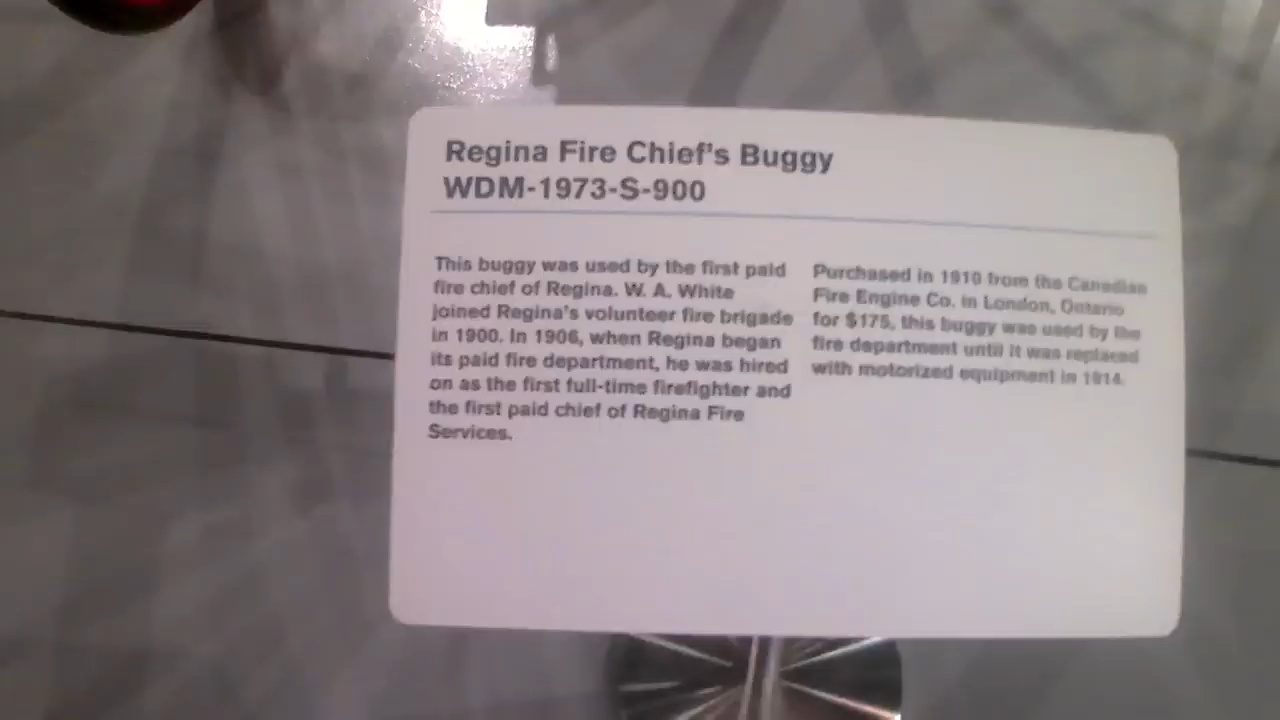 Regina Fire Chief's Buggy
WDM-1973-S-900
This buggy was used by the first paid
fire chief of Regina. W. A. White
joined Regina's volunteer fire brigade
in 1900. In 1906, when Regina began
its paid fire department, he was hired
on as the first full-time firefighter and
the first paid chief of Regina Fire
Services.
Purchased in 1910 from the Canadian
Fire Engine Co. in London, Ontario
for $175, this buggy was used by the
fire department until it was replaced
with motorized equipment in 1914.